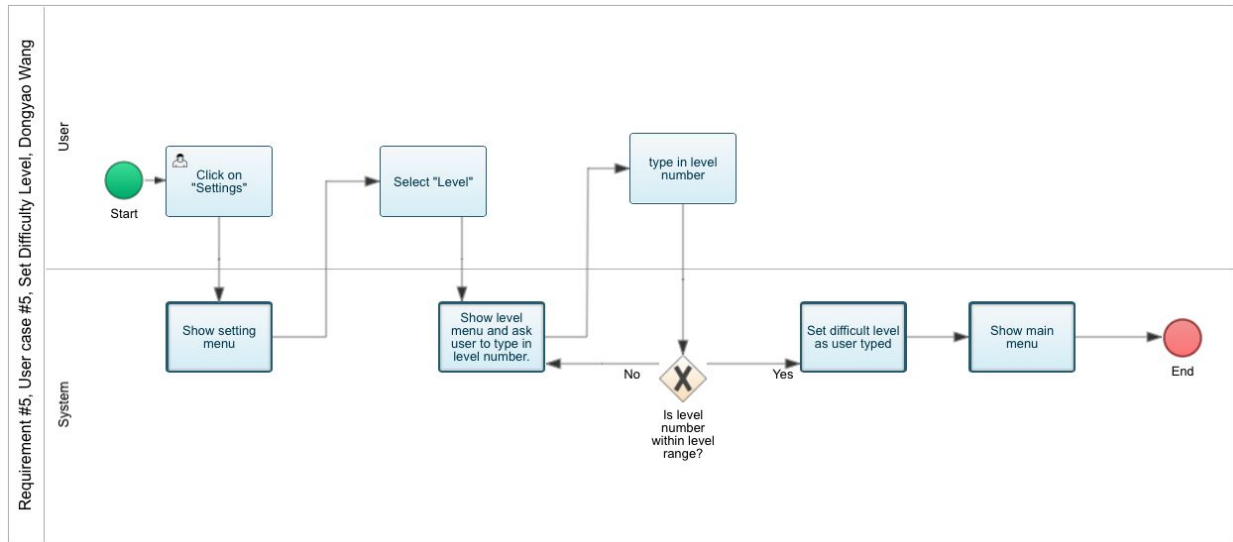 Requirement #5, User case #5, Set Difficulty Level, Dongyao Wang
User
Start
Click on
"Settings"
Select "Level"
type in level
number
System
Show setting
menu
Show level
menu and ask
user to type in
level number.
No
Yes
Is level
number
within level
range?
Set difficult level
as user typed
Show main
menu
End